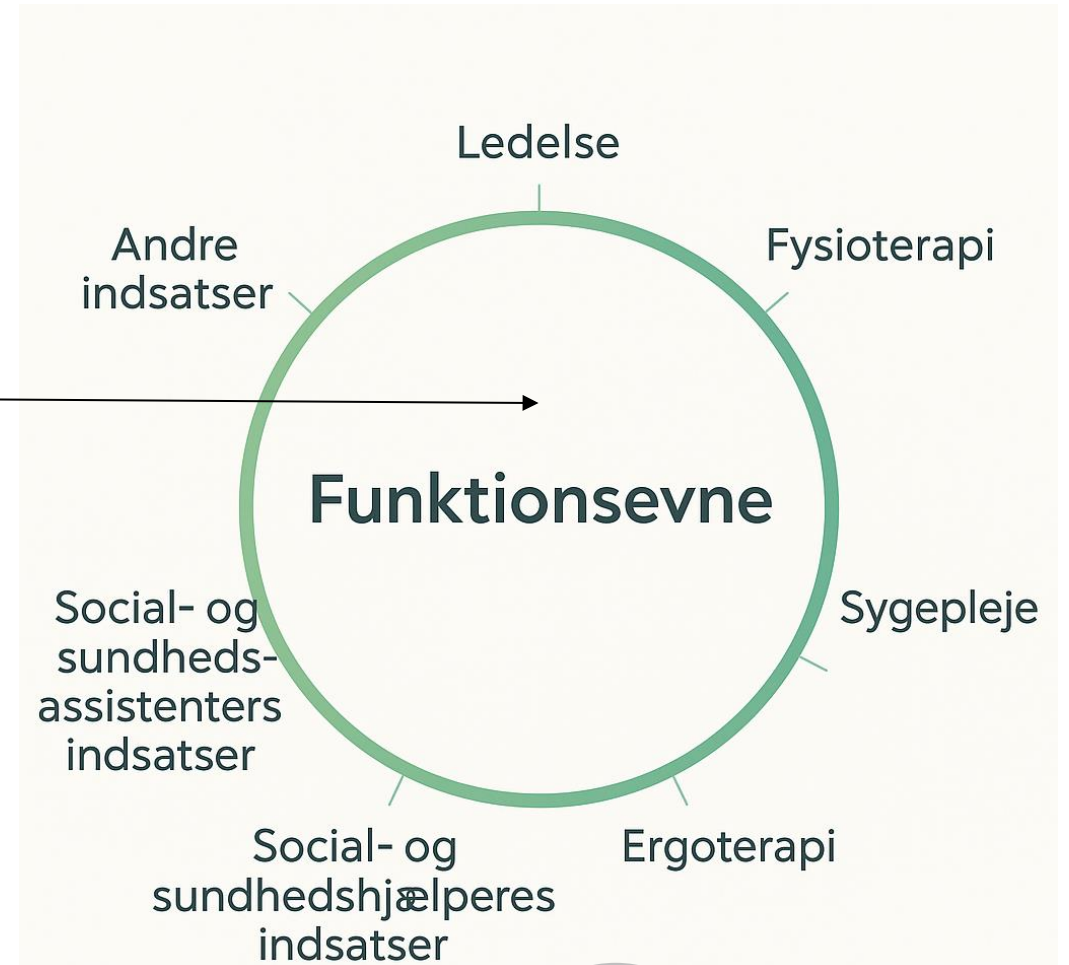 Ledelse
Andre
indsatser
Fysioterapi
Funktionsevne
Social- og
sundheds-
assistenters
indsatser
Sygepleje
Social- og
sundhedshjælperes
indsatser
Ergoterapi